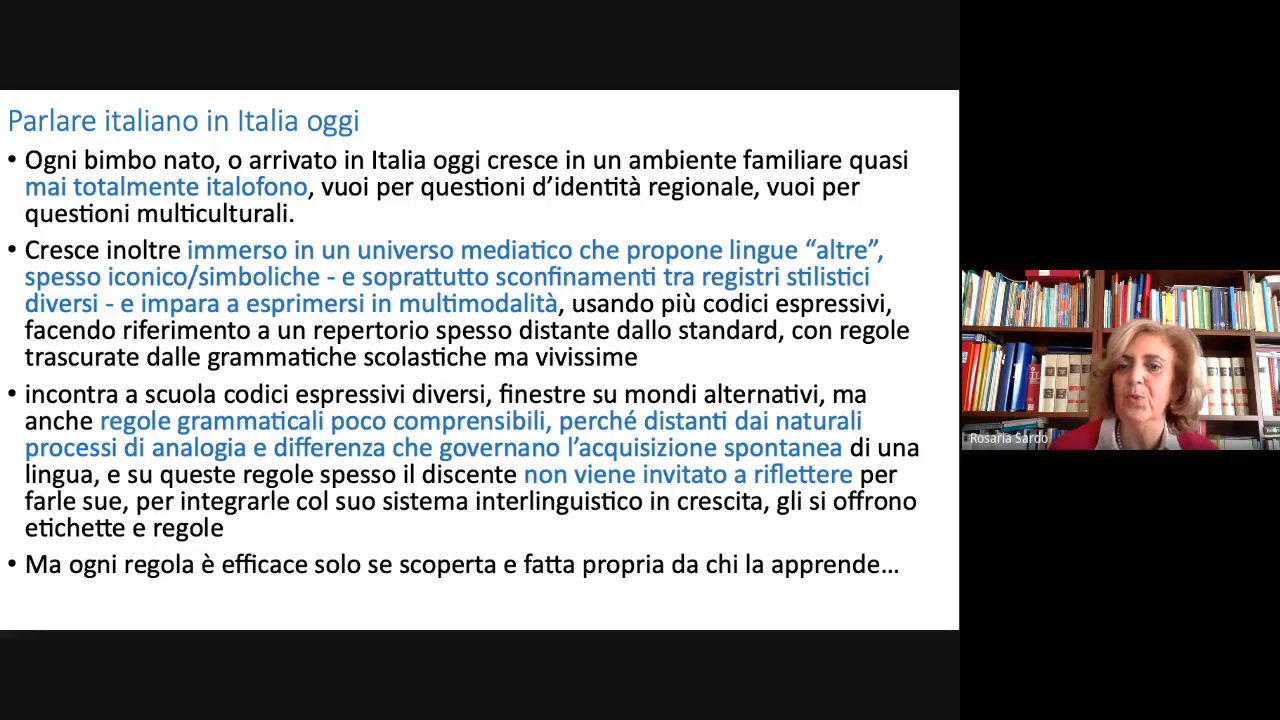 Parlare italiano in Italia oggi
• Ogni bimbo nato, o arrivato in Italia oggi cresce in un ambiente familiare quasi
mai totalmente italofono, vuoi per questioni d’identità regionale, vuoi per
questioni multiculturali.
• Cresce inoltre immerso in un universo mediatico che propone lingue “altre”,
spesso iconico/simboliche - e soprattutto sconfinamenti tra registri stilistici
diversi - e impara a esprimersi in multimodalità, usando più codici espressivi,
facendo riferimento a un repertorio spesso distante dallo standard, con regole
trascurate dalle grammatiche scolastiche ma vivissime
• incontra a scuola codici espressivi diversi, finestre su mondi alternativi, ma
anche regole grammaticali poco comprensibili, perché distanti dai naturali
processi di analogia e differenza che governano l’acquisizione spontanea di una
lingua, e su queste regole spesso il discente non viene invitato a riflettere per
farle sue, per integrarle col suo sistema interlinguistico in crescita, gli si offrono
etichette e regole
• Ma ogni regola è efficace solo se scoperta e fatta propria da chi la apprende…
Rosaria Sardo